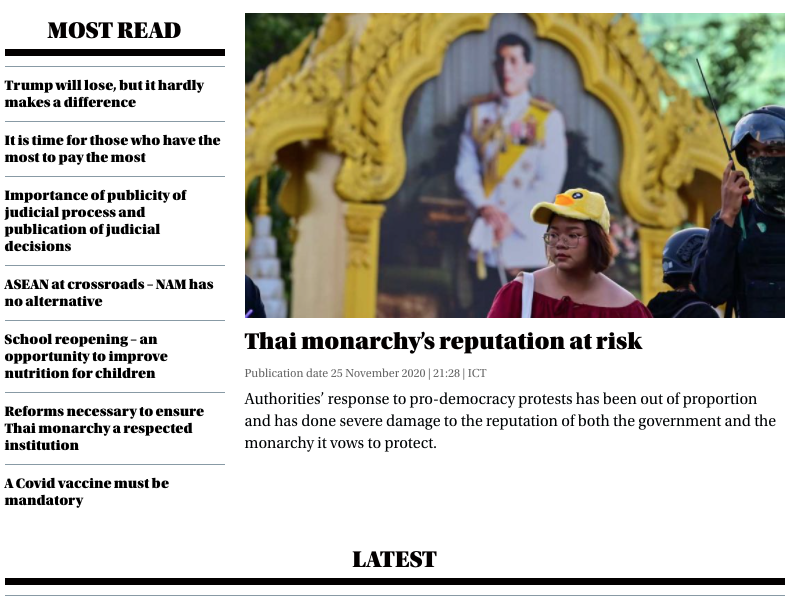 MOST READ
Trump will lose, but it hardly
makes a difference
It is time for those who have the
most to pay the most
Importance of publicity of
judicial process and
publication of judicial
decisions
ASEAN at crossroads – NAM has
no alternative
School reopening – an
opportunity to improve
nutrition for children
Reforms necessary to ensure
Thai monarchy a respected
institution
A Covid vaccine must be
mandatory
Thai monarchy’s reputation at risk
Publication date 25 November 2020 | 21:28 | ICT
Authorities’ response to pro-democracy protests has been out of proportion
and has done severe damage to the reputation of both the government and the
monarchy it vows to protect.
LATEST